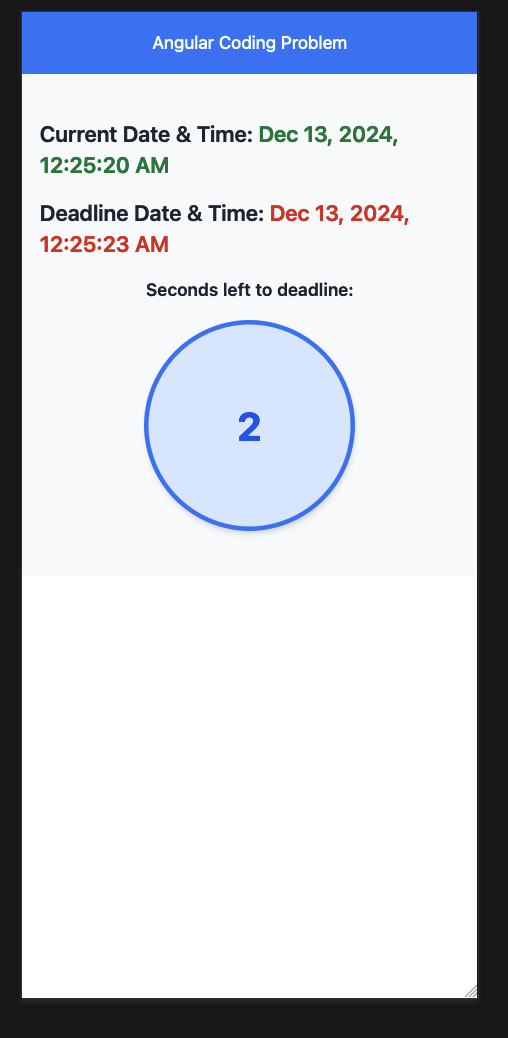 Angular Coding Problem
Current Date & Time: Dec 13, 2024,
12:25:20 AM
Deadline Date & Time: Dec 13, 2024,
12:25:23 AM
Seconds left to deadline:
2